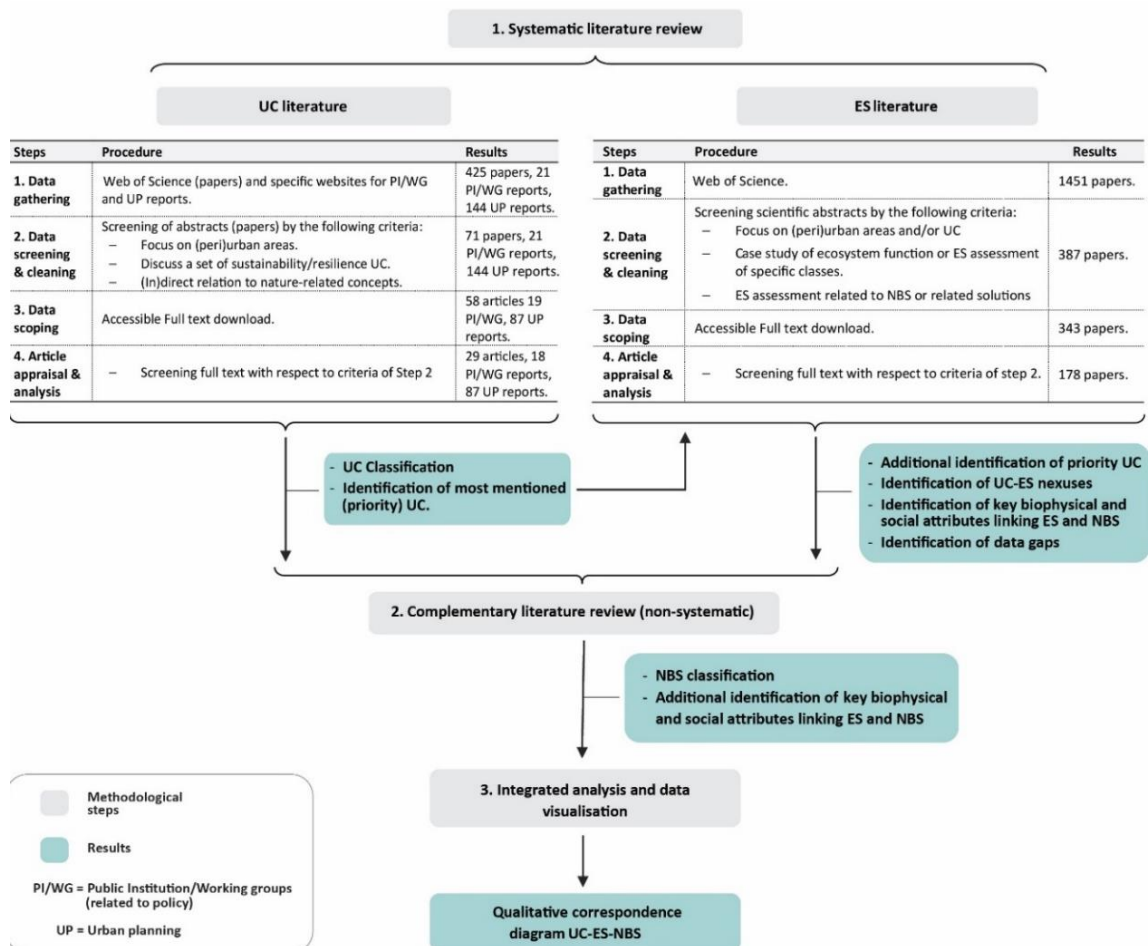 1. Systematic literature review
UC literature
Steps Procedure Results
1. Data
gathering
Web of Science (papers) and specific websites for PI/WG
and UP reports.
425 papers, 21
PI/WG reports,
144 UP reports.
2. Data
screening
& cleaning
Screening of abstracts (papers) by the following criteria:
– Focus on (peri)urban areas.
– Discuss a set of sustainability/resilience UC.
– (In)direct relation to nature-related concepts.
71 papers, 21
PI/WG reports,
144 UP reports.
3. Data
scoping
Accessible Full text download.
58 articles 19
PI/WG, 87 UP
reports.
4. Article
appraisal &
analysis
– Screening full text with respect to criteria of Step 2
29 articles, 18
PI/WG reports,
87 UP reports.
ES literature
Steps Procedure Results
1. Data
gathering
Web of Science.
1451 papers.
2. Data
screening
& cleaning
Screening scientific abstracts by the following criteria:
– Focus on (peri)urban areas and/or UC
– Case study of ecosystem function or ES assessment
of specific classes.
– ES assessment related to NBS or related solutions
387 papers.
3. Data
scoping
Accessible Full text download.
343 papers.
4. Article
appraisal &
analysis
– Screening full text with respect to criteria of step 2.
178 papers.
- UC Classification
- Identification of most mentioned
(priority) UC.
- Additional identification of priority UC
- Identification of UC-ES nexuses
- Identification of key biophysical and
social attributes linking ES and NBS
- Identification of data gaps
2. Complementary literature review (non-systematic)
- NBS classification
- Additional identification of key biophysical
and social attributes linking ES and NBS
3. Integrated analysis and data
visualisation
Qualitative correspondence
diagram UC-ES-NBS
Methodological
steps
Results
PI/WG = Public Institution/Working groups
(related to policy)
UP = Urban planning